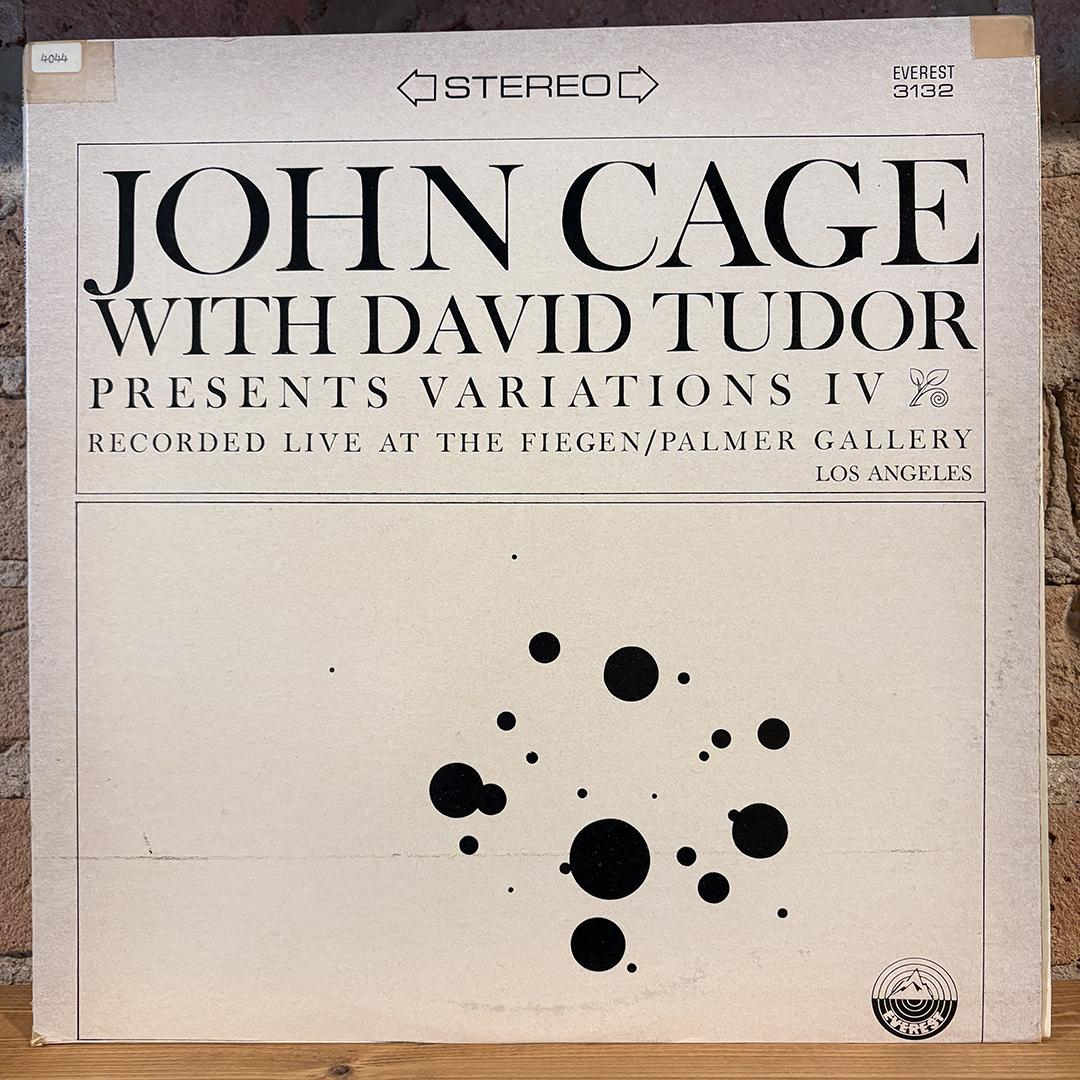 4044
STEREO
EVEREST
3132
JOHN CAGE
WITH DAVID TUDOR
PRESENTS VARIATIONS IV
RECORDED LIVE AT THE FIEGEN/PALMER GALLERY
LOS ANGELES
EVEREST